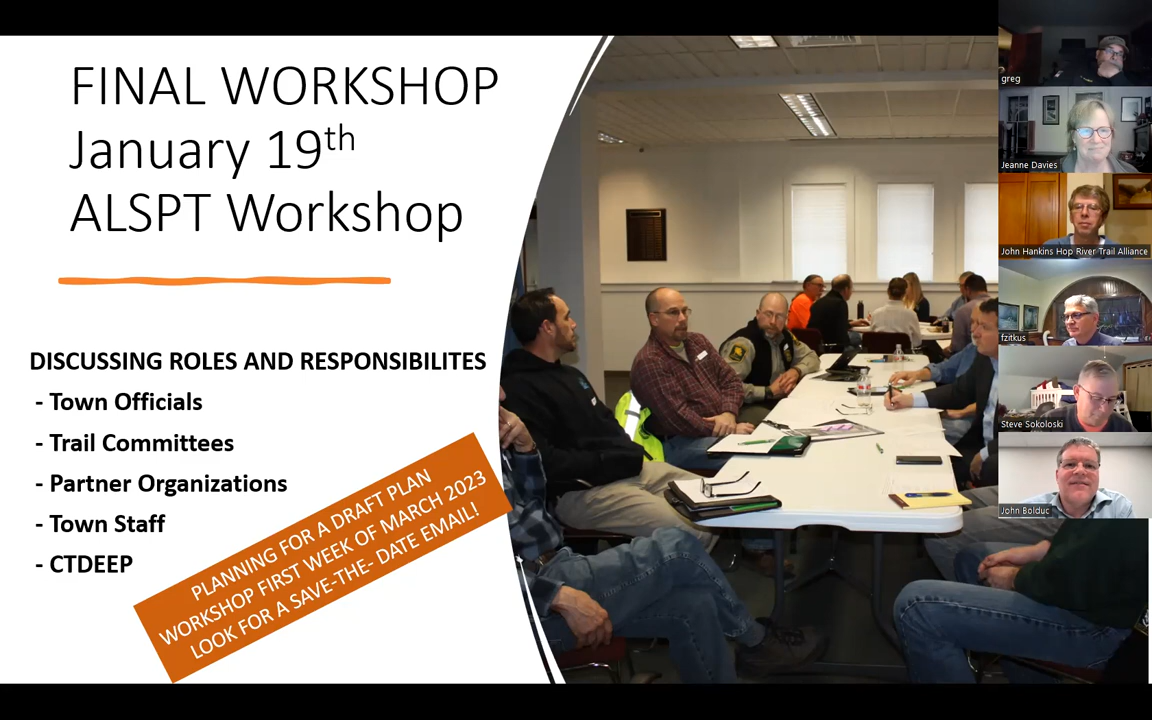 FINAL WORKSHOP
January 19th
ALSPT Workshop
DISCUSSING ROLES AND RESPONSIBILITES
- Town Officials
- Trail Committees
- Partner Organizations
- Town Staff
- CTDEEP
PLANNING FOR A DRAFT PLAN
WORKSHOP FIRST WEEK OF MARCH 2023
LOOK FOR A SAVE-THE- DATE EMAIL!
greg
Jeanne Davies
John Hankins Hop River Trail Alliance
fzitkus
Steve Sokoloski
John Bolduc